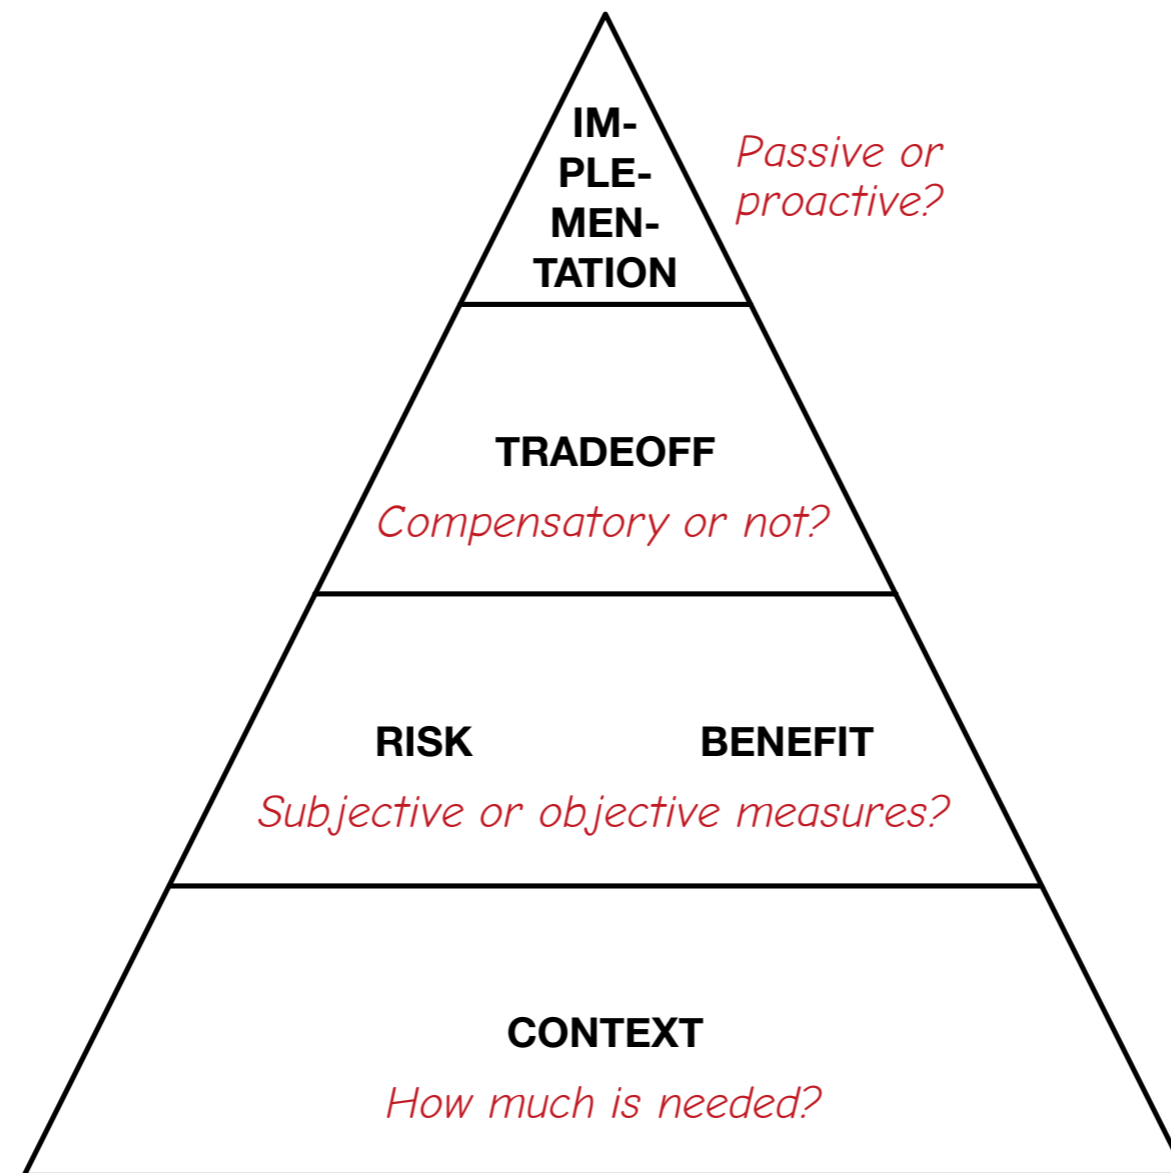 IM-
PLE-
MEN-
TATION
Passive or
proactive?
TRADEOFF
Compensatory or not?
RISK BENEFIT
Subjective or objective measures?
CONTEXT
How much is needed?